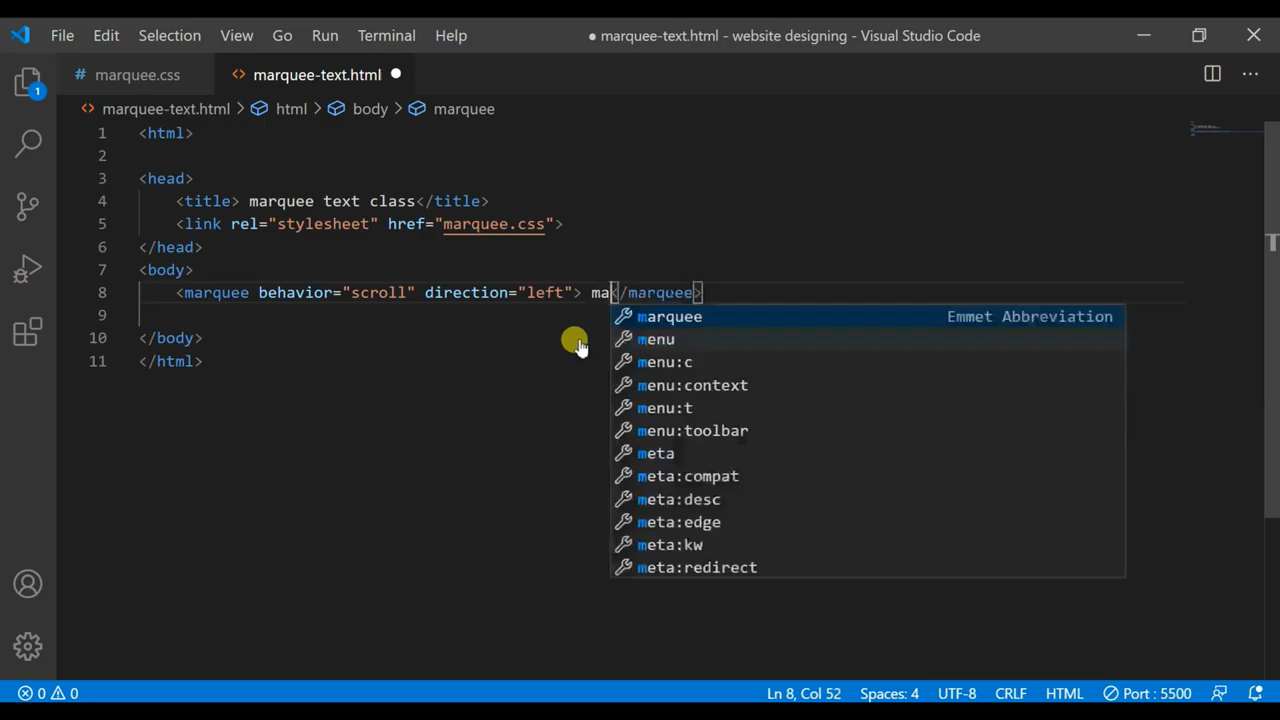 File Edit Selection View Go Run Terminal Help ● marquee-text.html - website designing - Visual Studio Code
# marquee.css <> marquee-text.html ●
<> marquee-text.html > html > body > marquee
1 <html>
2
3 <head>
4 <title> marquee text class</title>
5 <link rel="stylesheet" href="marquee.css">
6 </head>
7 <body>
8 <marquee behavior="scroll" direction="left"> ma</marquee>
9
10 </body>
11 </html>
marquee Emmet Abbreviation
menu
menu:c
menu:context
menu:t
menu:toolbar
meta
meta:compat
meta:desc
meta:edge
meta:kw
meta:redirect
1
0 0 Ln 8, Col 52 Spaces: 4 UTF-8 CRLF HTML Port : 5500